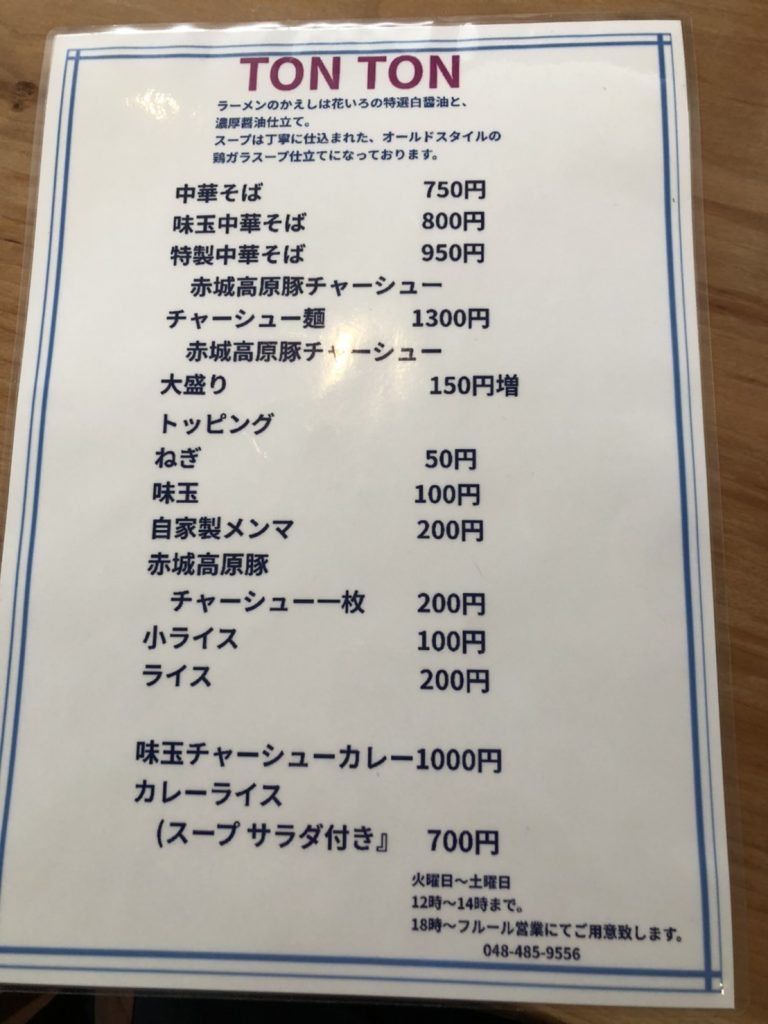 TON TON
ラーメンのかえしは花いろの特選白醤油と、
濃厚醤油仕立て。
スープは丁寧に仕込まれた、オールドスタイルの
鶏ガラスープ仕立てになっております。
中華そば 750円
味玉中華そば 800円
特製中華そば 950円
赤城高原豚チャーシュー
チャーシュー麺 1300円
赤城高原豚チャーシュー
大盛り 150円増
トッピング
ねぎ 50円
味玉 100円
自家製メンマ 200円
赤城高原豚
チャーシュー一枚 200円
小ライス 100円
ライス 200円
味玉チャーシューカレー1000円
カレーライス
(スープ サラダ付き』 700円
火曜日〜土曜日
12時〜14時まで。
18時〜フルール営業にてご用意致します。
048-485-9556